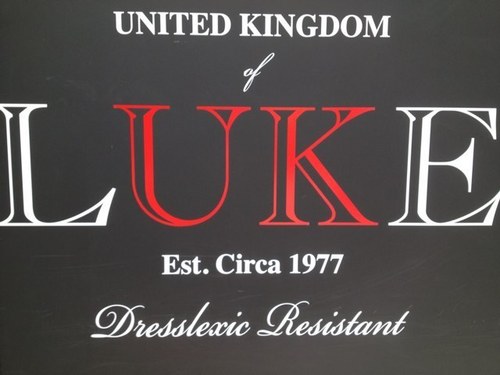 UNITED KINGDOM
of
LUKE
Est. Circa 1977
Dresslexic Resistant